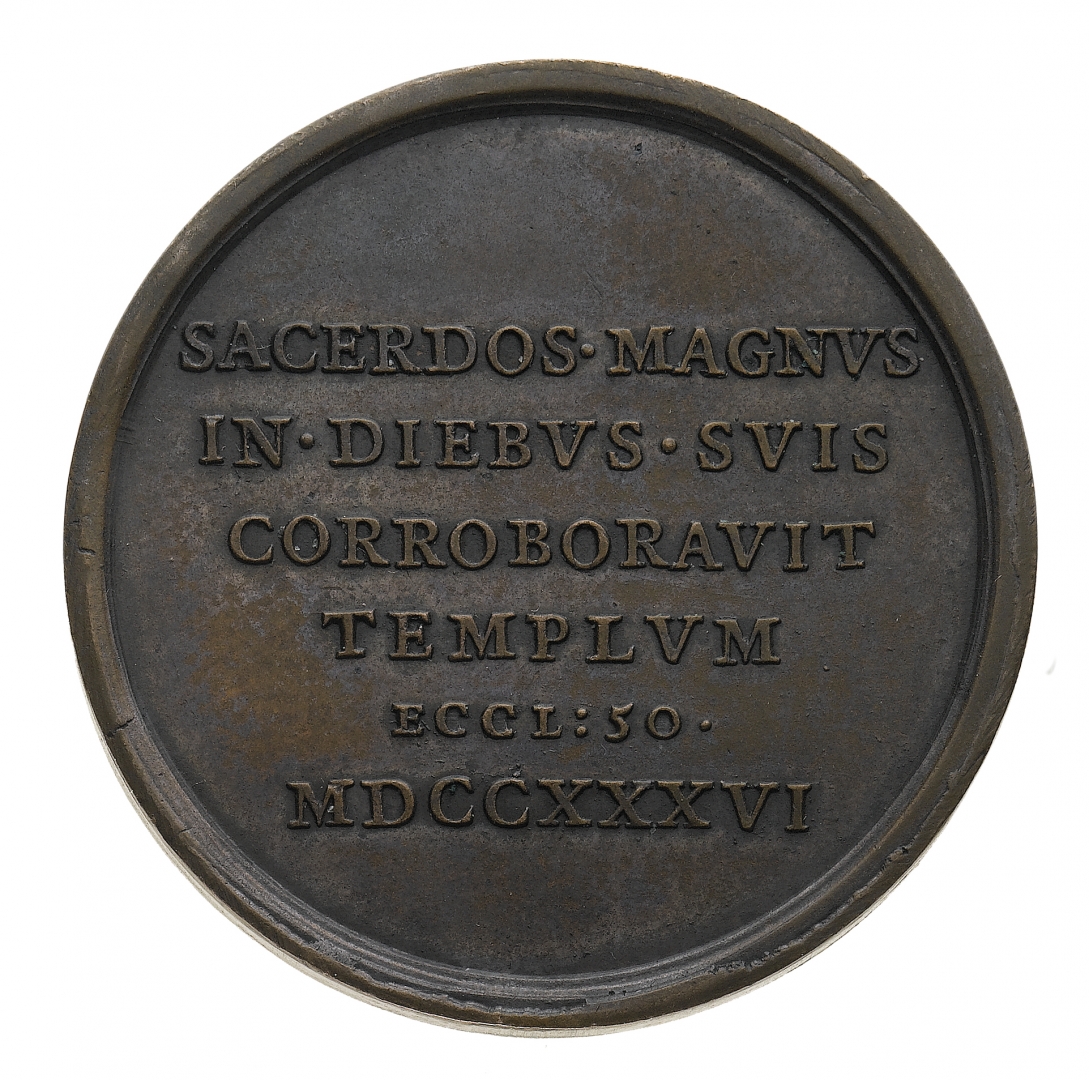 SACERDOS·MAGNVS
IN·DIEBVS·SVIS
CORROBORAVIT
TEMPLVM
ECCL:50·
MDCCXXXVI